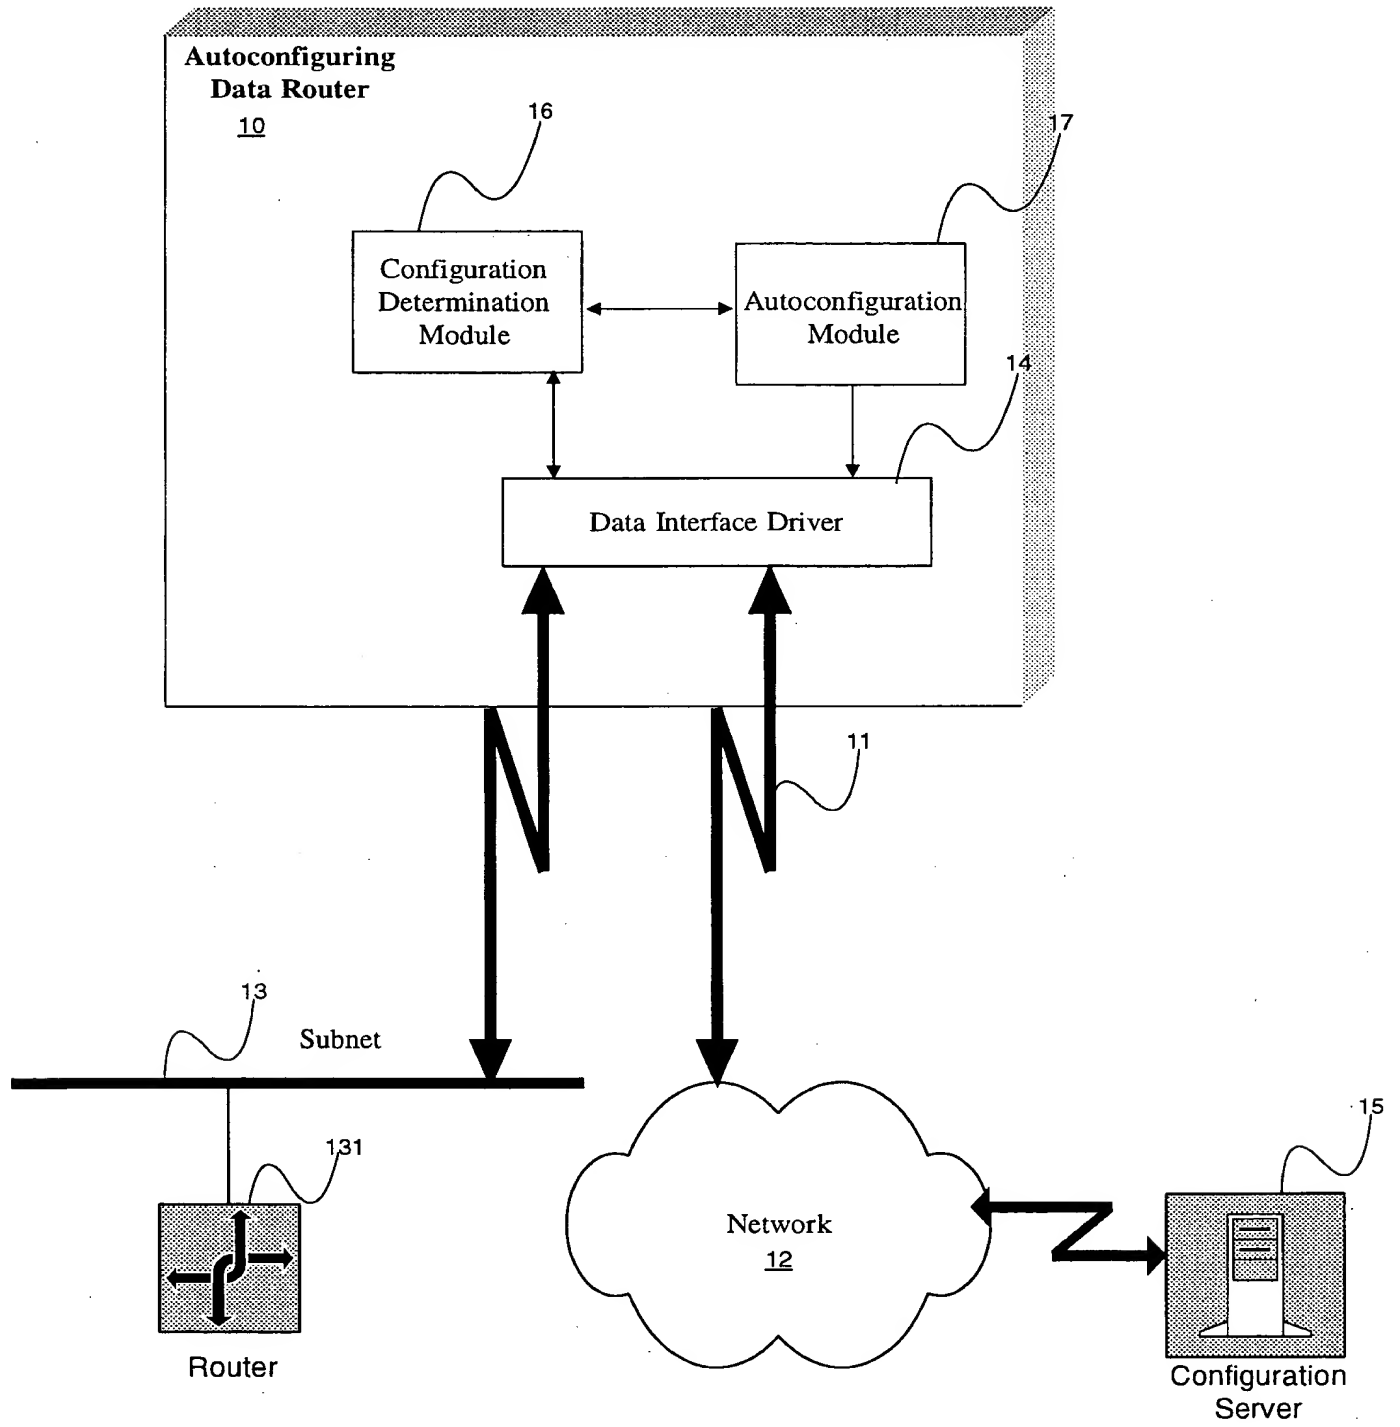 Autoconfiguring
Data Router
10
16
17
Configuration
Determination
Module
Autoconfiguration
Module
14
Data Interface Driver
11
13
Subnet
15
131
Network
12
Router
Configuration
Server